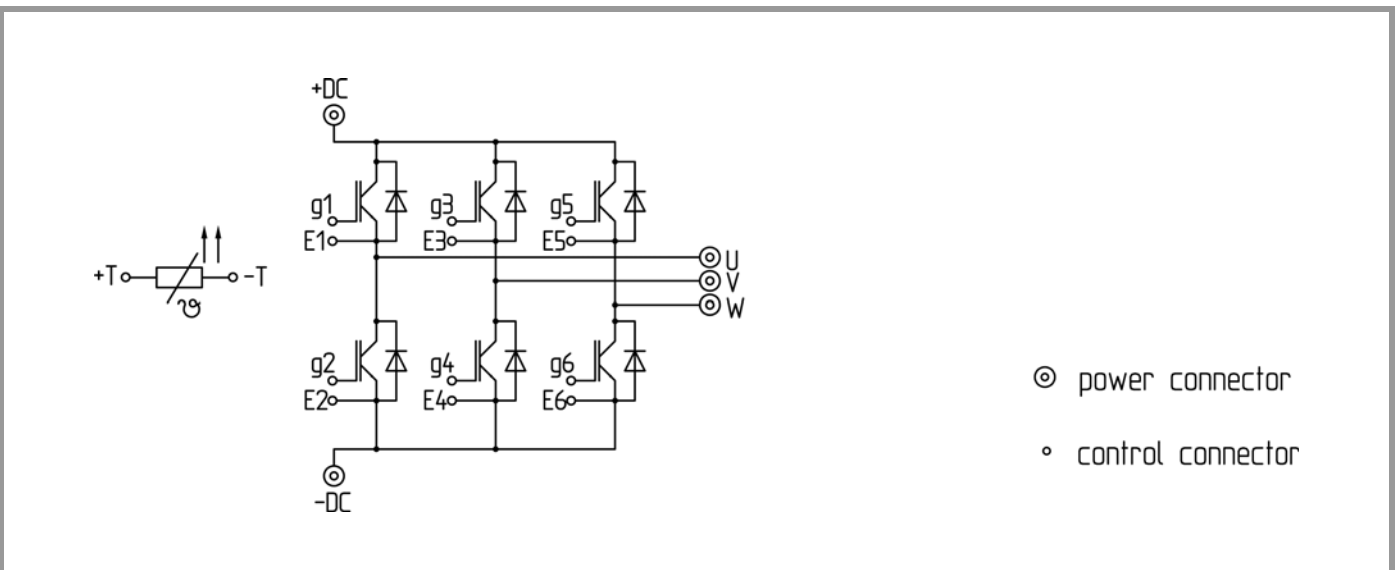 +DC
g1
g3
g5
E1
E3
E5
U
+T
-T
V
ϑ
W
g2
g4
g6
E2
E4
E6
power connector
control connector
-DC